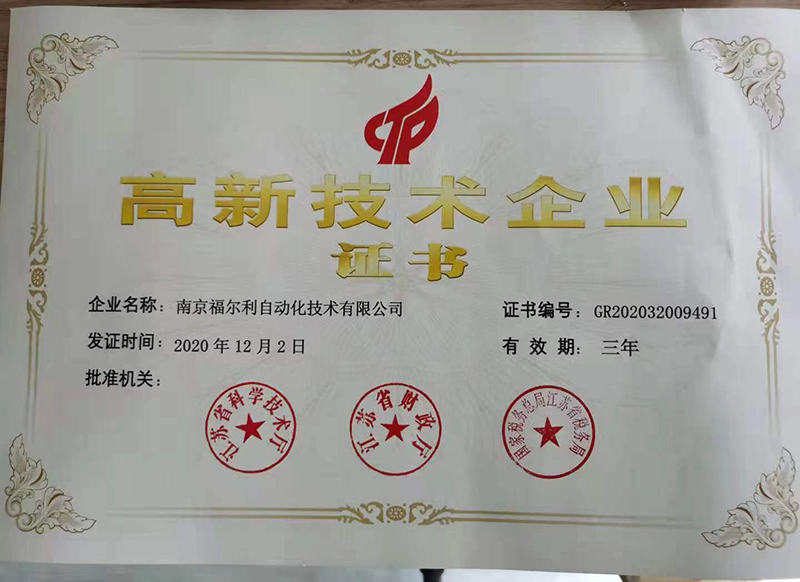 CTP
高新技术企业
证书
企业名称：南京福尔利自动化技术有限公司
证书编号：GR202032009491
发证时间：2020年12月2日
有效期：三年
批准机关：
江苏省科学技术厅
江苏省财政厅
国家税务总局江苏省税务局